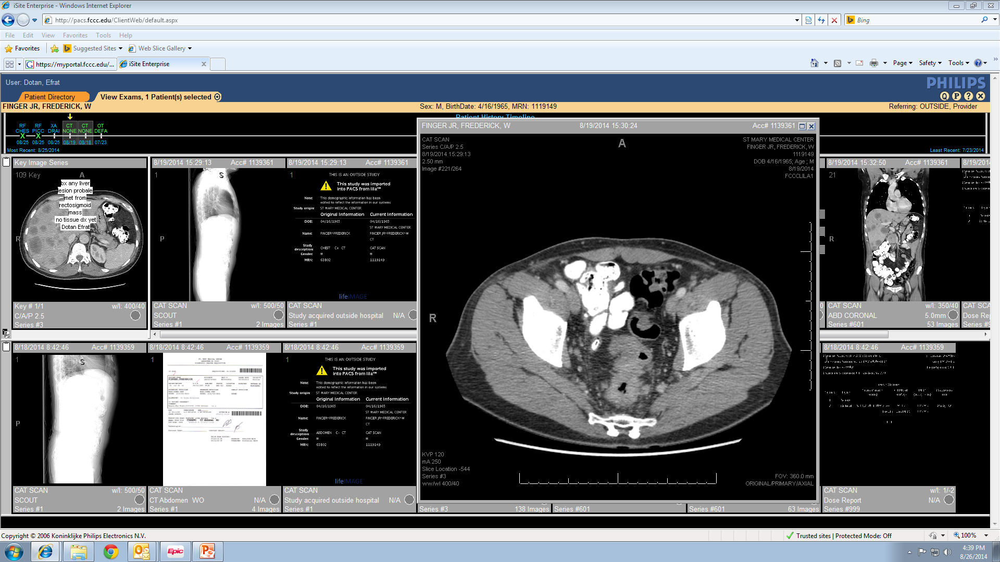 iSite Enterprise - Windows Internet Explorer
http://pacs.fccc.edu/ClientWeb/default.aspx
Bing
File Edit View Favorites Tools Help
Favorites Suggested Sites Web Slice Gallery
https://myportal.fccc.edu/... iSite Enterprise
Page Safety Tools
User: Dotan, Efrat
PHILIPS
Patient Directory View Exams, 1 Patient(s) selected
Q P ? X
FINGER JR, FREDERICK, W Sex: M, BirthDate: 4/16/1965, MRN: 1119149 Referring: OUTSIDE, Provider
Patient History Timeline
RF RF XA CT CT OT
CHES PICC DRAI NONE NONE DEFA
08/25 08/25 08/25 08/19 08/18 07/23
Most Recent: 8/25/2014
Least Recent: 7/23/2014
Key Image Series
109 Key A
bx any liver
esion probale
met from
rectosigmoid
mass
no tissue dx yet
Dotan Efrat
R
Key # 1/1 w/l: 400/40
C/A/P 2.5
Series #3
8/19/2014 15:29:13 Acc# 1139361
1 S
P
CAT SCAN w/l: 500/50
SCOUT
Series #1 2 Images
8/19/2014 15:29:13 Acc# 1139361
1 THIS IS AN OUTSIDE STUDY
This study was imported
into PACS from lila™
Note: This demographic information has been
edited to reflect the information in our systems
Study origin: ST MARY MEDICAL CENTER
Original Information Current Information
DOB: 04/16/1965 04/16/1965
ST MARY MEDICAL CENTER
Name: FINGER^FREDERICK FINGER JR^FREDERICK^W
CT
Study
description: CHEST C+ CT CAT SCAN
Gender: M M
MRN: 63802 1119149
lifeIMAGE
CAT SCAN
Study acquired outside hospital N/A
Series #1
FINGER JR, FREDERICK, W 8/19/2014 15:30:24 Acc# 1139361
CAT SCAN
Series C/A/P 2.5
8/19/2014 15:29:13
2.50 mm
Image #221/264
A
ST MARY MEDICAL CENTER
FINGER JR, FREDERICK, W
1119149
DOB 4/16/1965; Age ; M
8/19/2014
FCCCLILA1
R
KVP 120
mA 250
Slice Location -544
Series #3
ww/wl 400/40
FOV: 360.0 mm
ORIGINAL/PRIMARY/AXIAL
8/19/2014 15:32:50 Acc# 1139361
21
R
CAT SCAN w/l: 350/40
ABD CORONAL 5.0mm
Series #601 53 Images
8/19/201
CAT SCAN
Dose Rep
Series #9
8/18/2014 8:42:46 Acc# 1139359
1 S
P
CAT SCAN w/l: 500/50
SCOUT
Series #1 2 Images
8/18/2014 8:42:46 Acc# 1139359
1
CAT SCAN
CT Abdomen WO N/A
Series #1 4 Images
8/18/2014 8:42:46 Acc# 1139359
1 THIS IS AN OUTSIDE STUDY
This study was imported
into PACS from lila™
Note: This demographic information has been
edited to reflect the information in our systems
Study origin: ST MARY MEDICAL CENTER
Original Information Current Information
DOB: 04/16/1965 04/16/1965
ST MARY MEDICAL CENTER
Name: FINGER^FREDERICK FINGER JR^FREDERICK^W
CT
Study
description: ABDOMEN C- CT CAT SCAN
Gender: M M
MRN: 63802 1119149
lifeIMAGE
CAT SCAN
Study acquired outside hospital N/A
Series #1
Series #3 138 Images
Series #601
Series #601 63 Images
8/18/2014 8:42:46 Acc# 1139359
CAT SCAN w/l: 1/-2
Dose Report N/A
Series #999
Copyright © 2006 Koninklijke Philips Electronics N.V.
Trusted sites | Protected Mode: Off
100%
Epic
4:39 PM
8/26/2014